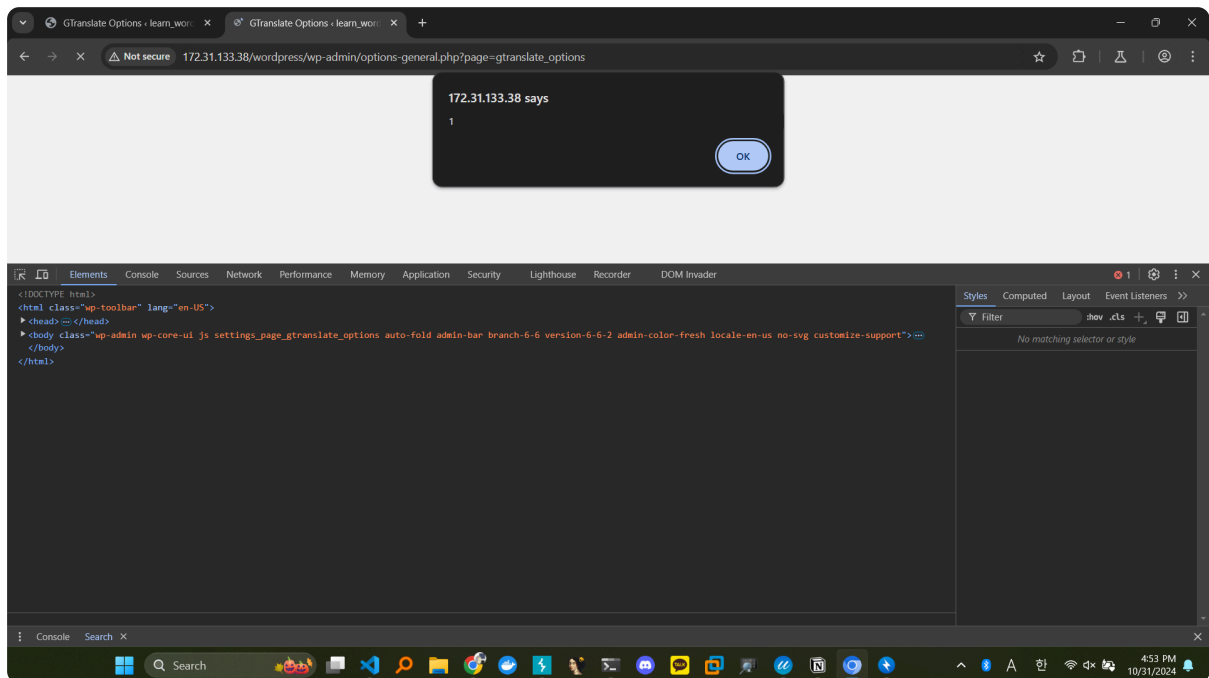 GTranslate Options ‹ learn_word
GTranslate Options ‹ learn_word
Not secure
172.31.133.38/wordpress/wp-admin/options-general.php?page=gtranslate_options
172.31.133.38 says
1
OK
Elements Console Sources Network Performance Memory Application Security Lighthouse Recorder DOM Invader
1
<!DOCTYPE html>
<html class="wp-toolbar" lang="en-US">
<head> … </head>
<body class="wp-admin wp-core-ui js settings_page_gtranslate_options auto-fold admin-bar branch-6-6 version-6-6-2 admin-color-fresh locale-en-us no-svg customize-support"> …
</body>
</html>
Styles Computed Layout Event Listeners
Filter :hov .cls
No matching selector or style
Console Search
Search
TALK
A 한
4:53 PM
10/31/2024